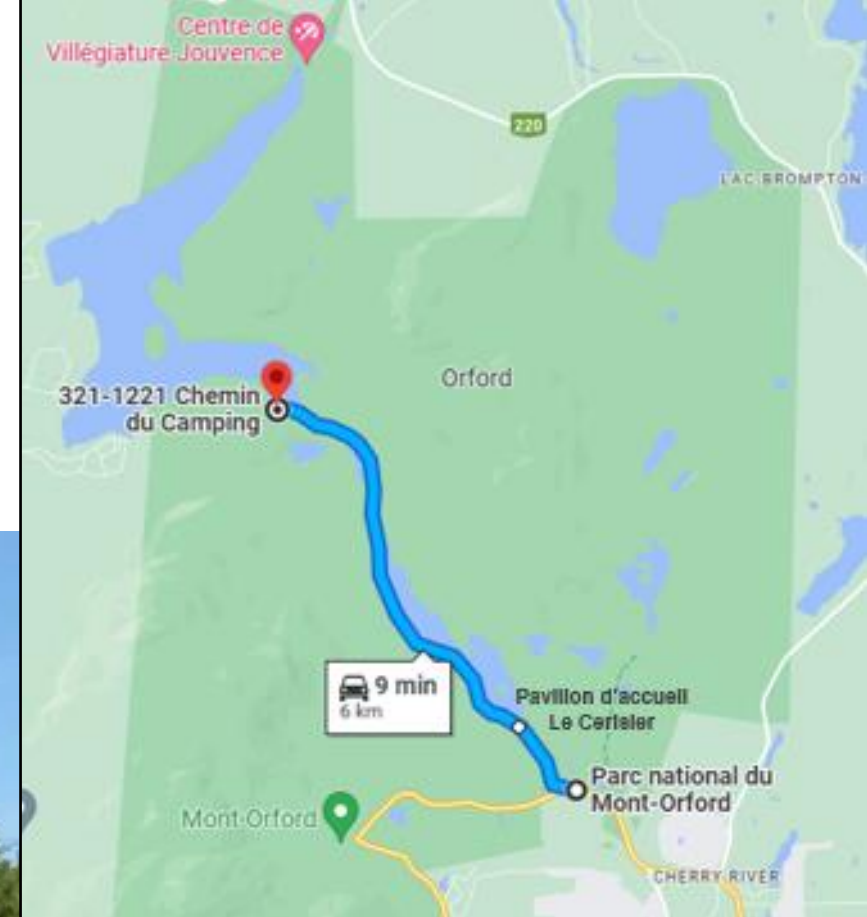 Centre de
Villégiature Jouvence
220
LAC BROMPTON
321-1221 Chemin
du Camping
Orford
9 min
6 km
Pavillon d'accueil
Le Cerisier
Parc national du
Mont-Orford
Mont Orford
CHERRY RIVER